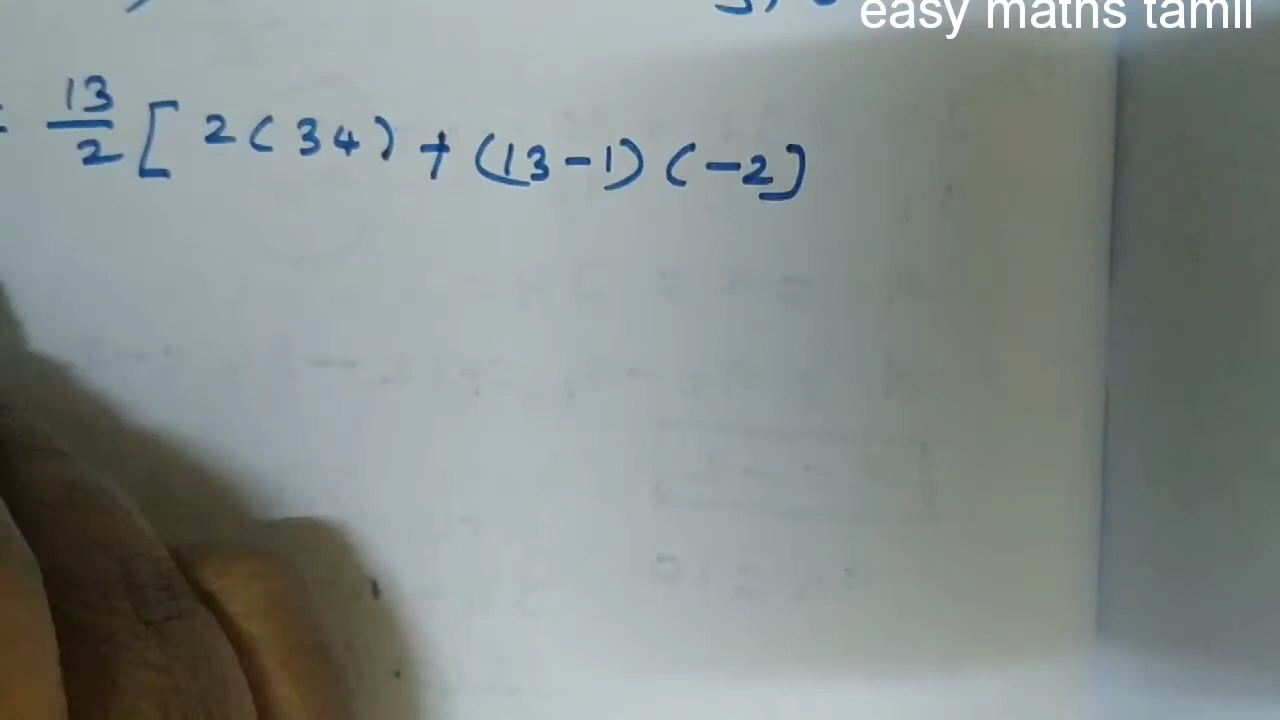 easy maths tamil
= 13/2 [ 2(34) + (13-1) (-2]